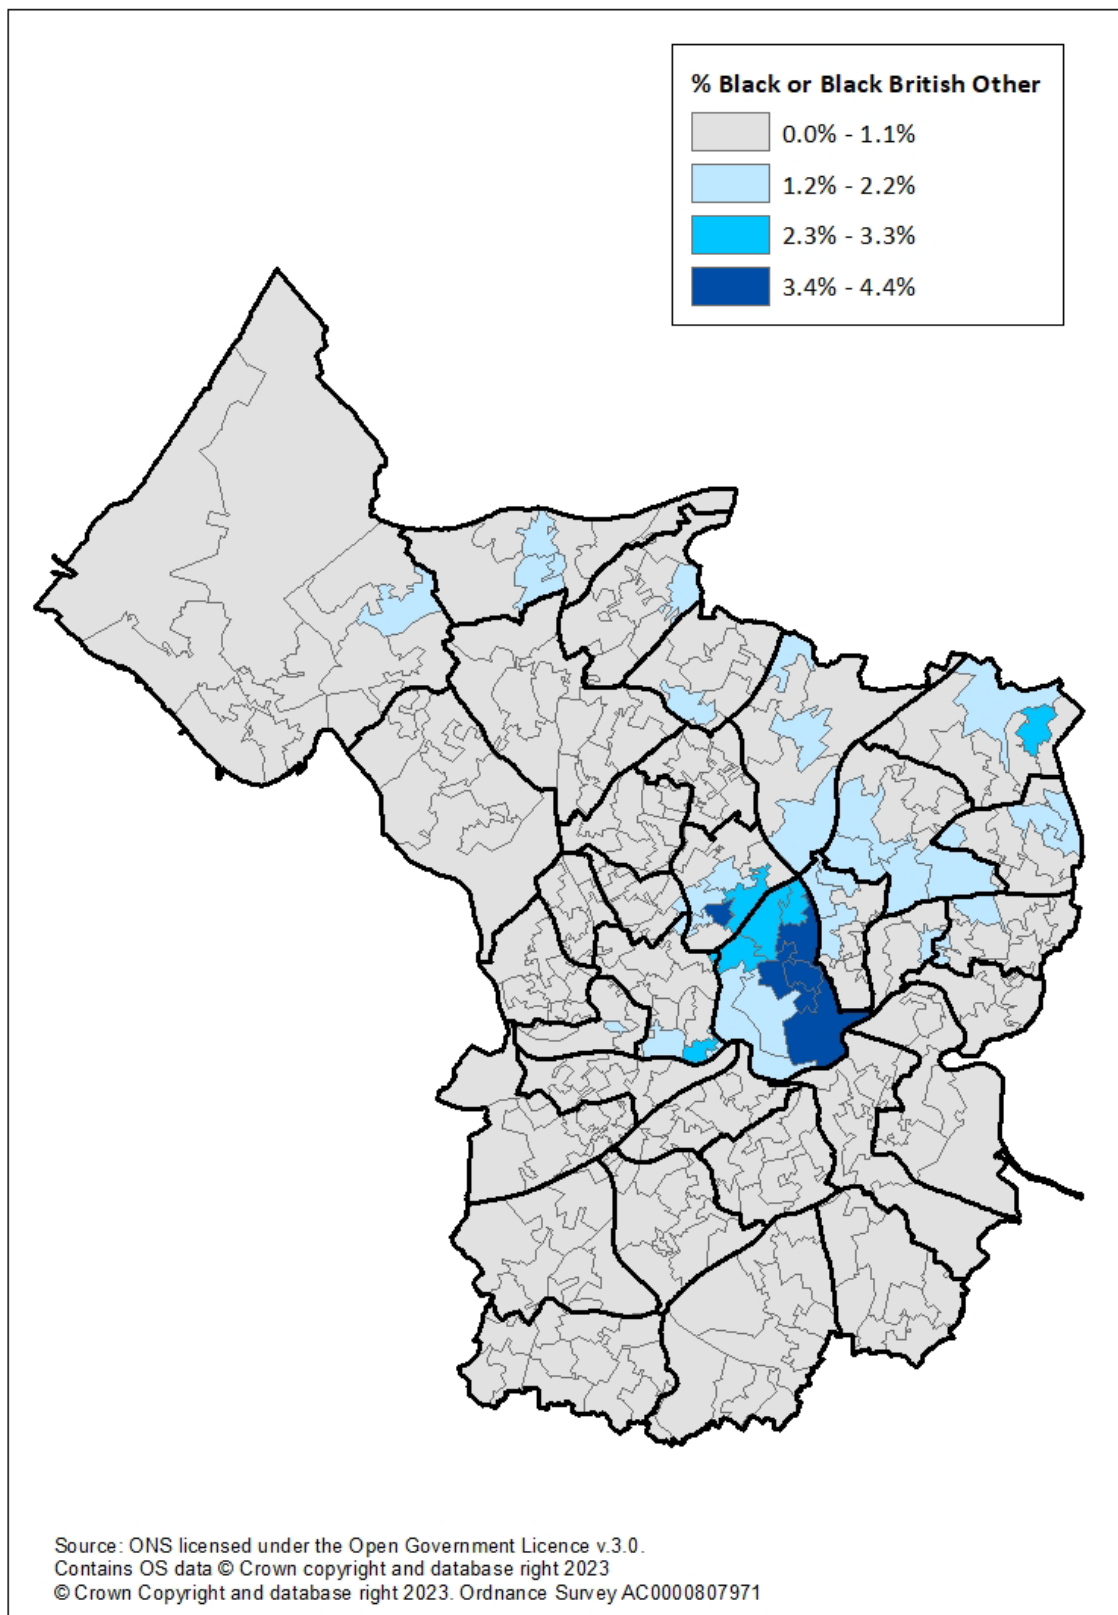 % Black or Black British Other
0.0% - 1.1%
1.2% - 2.2%
2.3% - 3.3%
3.4% - 4.4%
Source: ONS licensed under the Open Government Licence v.3.0.
Contains OS data © Crown copyright and database right 2023
© Crown Copyright and database right 2023. Ordnance Survey AC0000807971